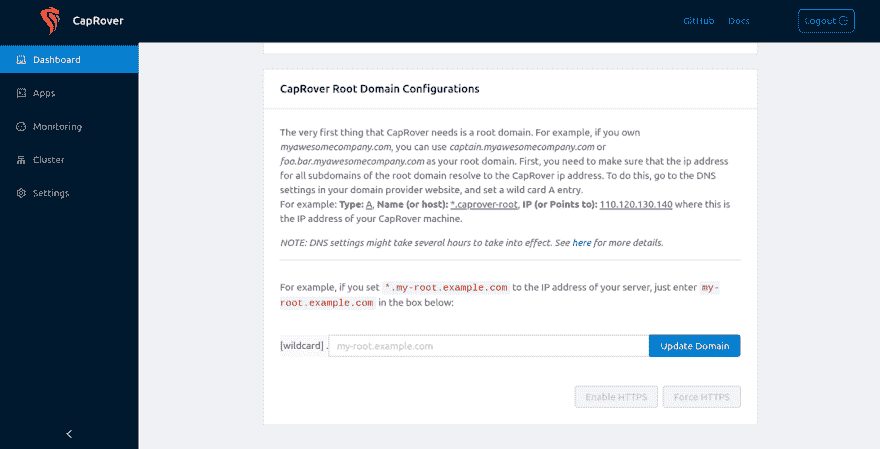 CapRover
GitHub
Docs
Logout
Dashboard
Apps
Monitoring
Cluster
Settings
CapRover Root Domain Configurations
The very first thing that CapRover needs is a root domain. For example, if you own
myawesomecompany.com, you can use captain.myawesomecompany.com or
foo.bar.myawesomecompany.com as your root domain. First, you need to make sure that the ip address
for all subdomains of the root domain resolve to the CapRover ip address. To do this, go to the DNS
settings in your domain provider website, and set a wild card A entry.
For example: Type: A, Name (or host): *.caprover-root, IP (or Points to): 110.120.130.140 where this is
the IP address of your CapRover machine.
NOTE: DNS settings might take several hours to take into effect. See here for more details.
For example, if you set *.my-root.example.com to the IP address of your server, just enter my-
root.example.com in the box below:
[wildcard] . my-root.example.com Update Domain
Enable HTTPS Force HTTPS